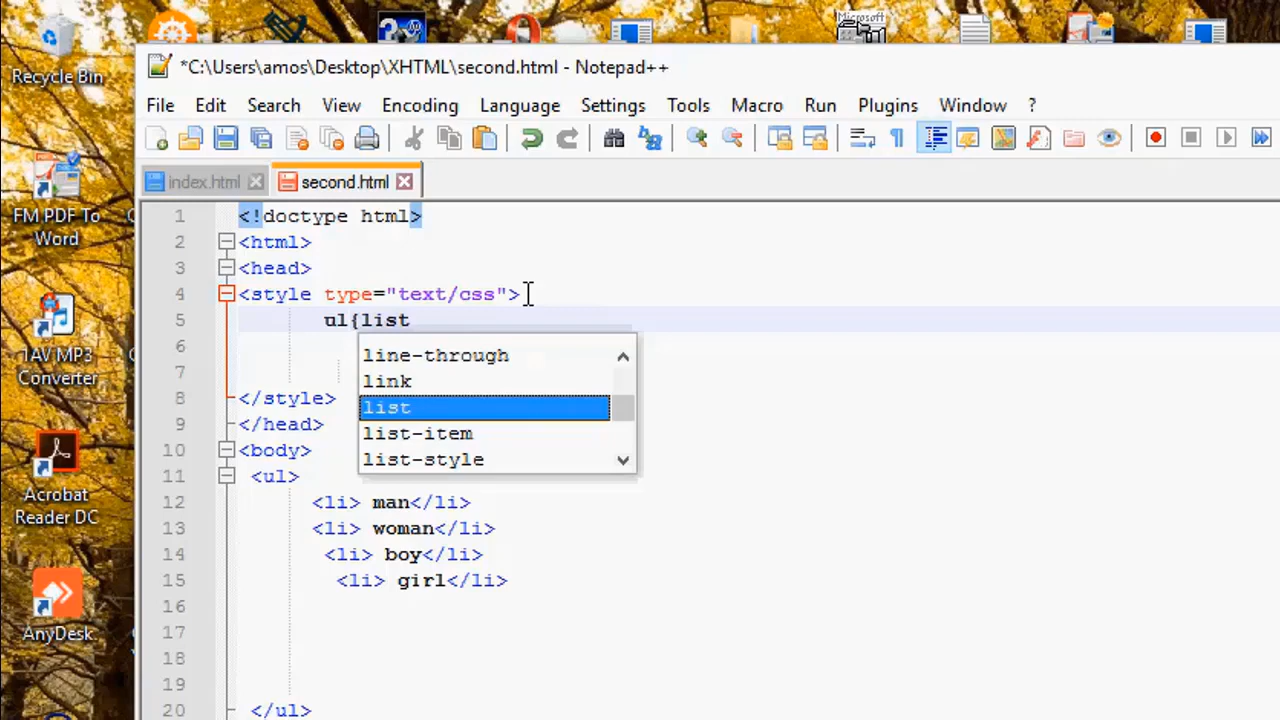 Recycle Bin
FM PDF To
Word
1AV MP3
Converter
Acrobat
Reader DC
AnyDesk
Microsoft
*C:\Users\amos\Desktop\XHTML\second.html - Notepad++
File Edit Search View Encoding Language Settings Tools Macro Run Plugins Window ?
index.html second.html
1 <!doctype html>
2 <html>
3 <head>
4 <style type="text/css">
5 ul{list
6
7
8 </style>
9 </head>
10 <body>
11 <ul>
12 <li> man</li>
13 <li> woman</li>
14 <li> boy</li>
15 <li> girl</li>
16
17
18
19
20 </ul>
line-through
link
list
list-item
list-style